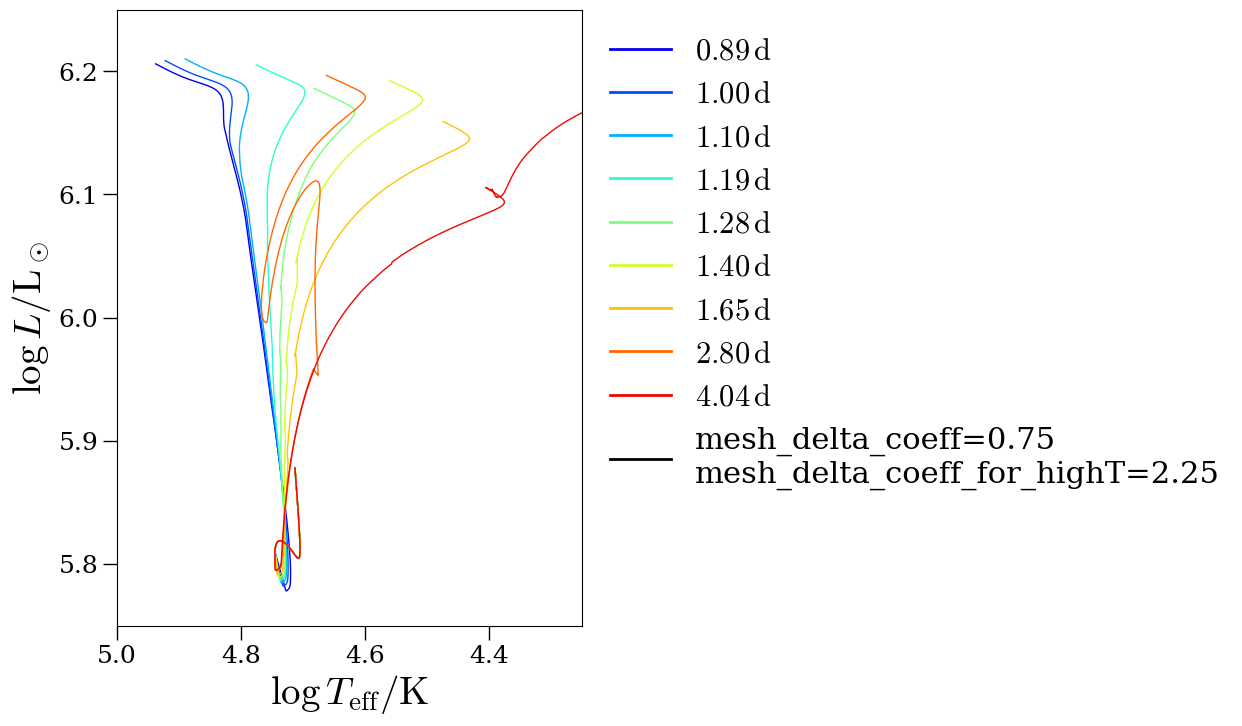 6.2
6.1
6.0
5.9
5.8
log L/L⊙
5.0 4.8 4.6 4.4
log Teff/K
0.89 d
1.00 d
1.10 d
1.19 d
1.28 d
1.40 d
1.65 d
2.80 d
4.04 d
mesh_delta_coeff=0.75
mesh_delta_coeff_for_highT=2.25